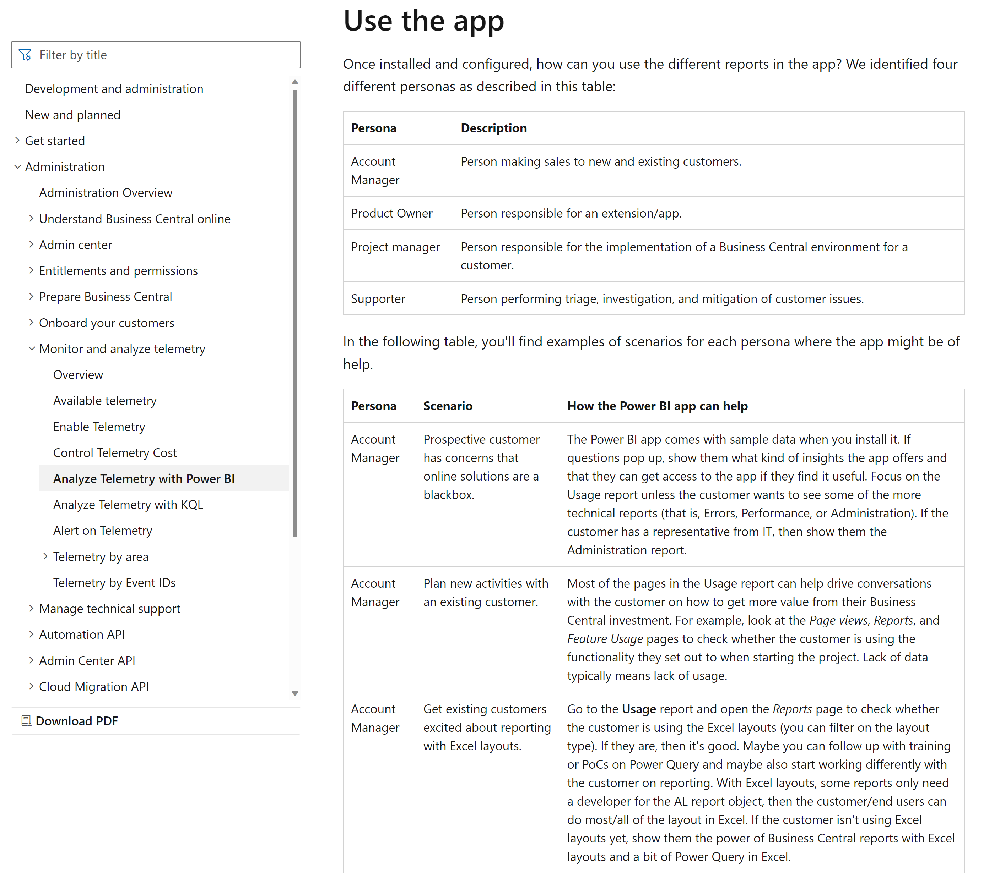 Filter by title
Development and administration
New and planned
Get started
Administration
Administration Overview
Understand Business Central online
Admin center
Entitlements and permissions
Prepare Business Central
Onboard your customers
Monitor and analyze telemetry
Overview
Available telemetry
Enable Telemetry
Control Telemetry Cost
Analyze Telemetry with Power BI
Analyze Telemetry with KQL
Alert on Telemetry
Telemetry by area
Telemetry by Event IDs
Manage technical support
Automation API
Admin Center API
Cloud Migration API
Download PDF
Use the app
Once installed and configured, how can you use the different reports in the app? We identified four
different personas as described in this table:
Persona Description
Account
Manager
Person making sales to new and existing customers.
Product Owner Person responsible for an extension/app.
Project manager Person responsible for the implementation of a Business Central environment for a
customer.
Supporter Person performing triage, investigation, and mitigation of customer issues.
In the following table, you'll find examples of scenarios for each persona where the app might be of
help.
Persona Scenario How the Power BI app can help
Account
Manager
Prospective customer
has concerns that
online solutions are a
blackbox.
The Power BI app comes with sample data when you install it. If
questions pop up, show them what kind of insights the app offers and
that they can get access to the app if they find it useful. Focus on the
Usage report unless the customer wants to see some of the more
technical reports (that is, Errors, Performance, or Administration). If the
customer has a representative from IT, then show them the
Administration report.
Account
Manager
Plan new activities with
an existing customer.
Most of the pages in the Usage report can help drive conversations
with the customer on how to get more value from their Business
Central investment. For example, look at the Page views, Reports, and
Feature Usage pages to check whether the customer is using the
functionality they set out to when starting the project. Lack of data
typically means lack of usage.
Account
Manager
Get existing customers
excited about reporting
with Excel layouts.
Go to the Usage report and open the Reports page to check whether
the customer is using the Excel layouts (you can filter on the layout
type). If they are, then it's good. Maybe you can follow up with training
or PoCs on Power Query and maybe also start working differently with
the customer on reporting. With Excel layouts, some reports only need
a developer for the AL report object, then the customer/end users can
do most/all of the layout in Excel. If the customer isn't using Excel
layouts yet, show them the power of Business Central reports with Excel
layouts and a bit of Power Query in Excel.